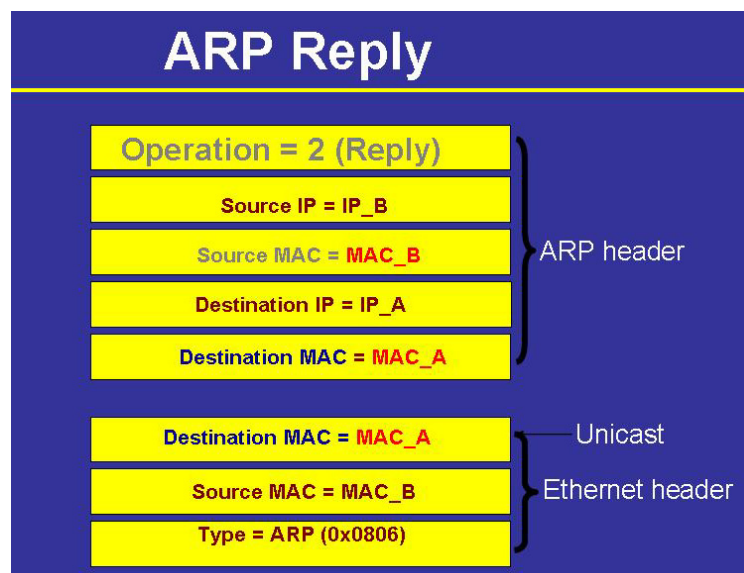 ARP Reply
Operation = 2 (Reply)
Source IP = IP_B
Source MAC = MAC_B
ARP header
Destination IP = IP_A
Destination MAC = MAC_A
Destination MAC = MAC_A
Unicast
Source MAC = MAC_B
Ethernet header
Type = ARP (0x0806)